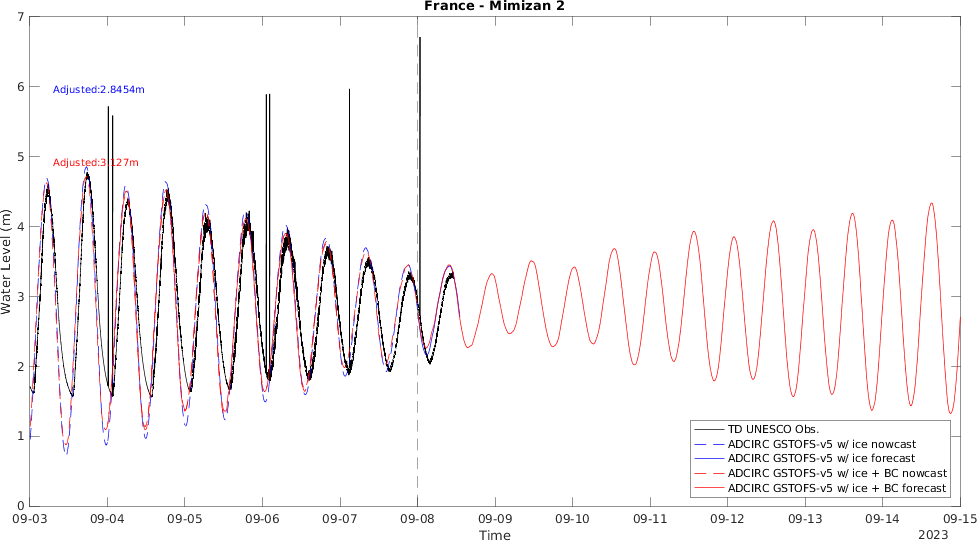 France - Mimizan 2
7
6
5
4
3
2
1
0
Water Level (m)
Adjusted:2.8454m
Adjusted:3.127m
TD UNESCO Obs.
ADCIRC GSTOFS-v5 w/ ice nowcast
ADCIRC GSTOFS-v5 w/ ice forecast
ADCIRC GSTOFS-v5 w/ ice + BC nowcast
ADCIRC GSTOFS-v5 w/ ice + BC forecast
09-03 09-04 09-05 09-06 09-07 09-08 09-09 09-10 09-11 09-12 09-13 09-14 09-15
Time
2023